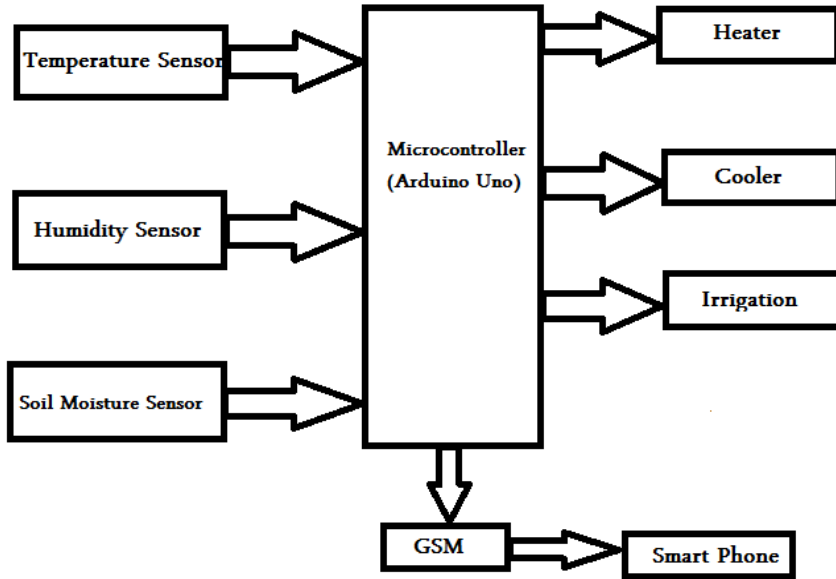 Temperature Sensor
Humidity Sensor
Soil Moisture Sensor
Microcontroller
(Arduino Uno)
Heater
Cooler
Irrigation
GSM
Smart Phone